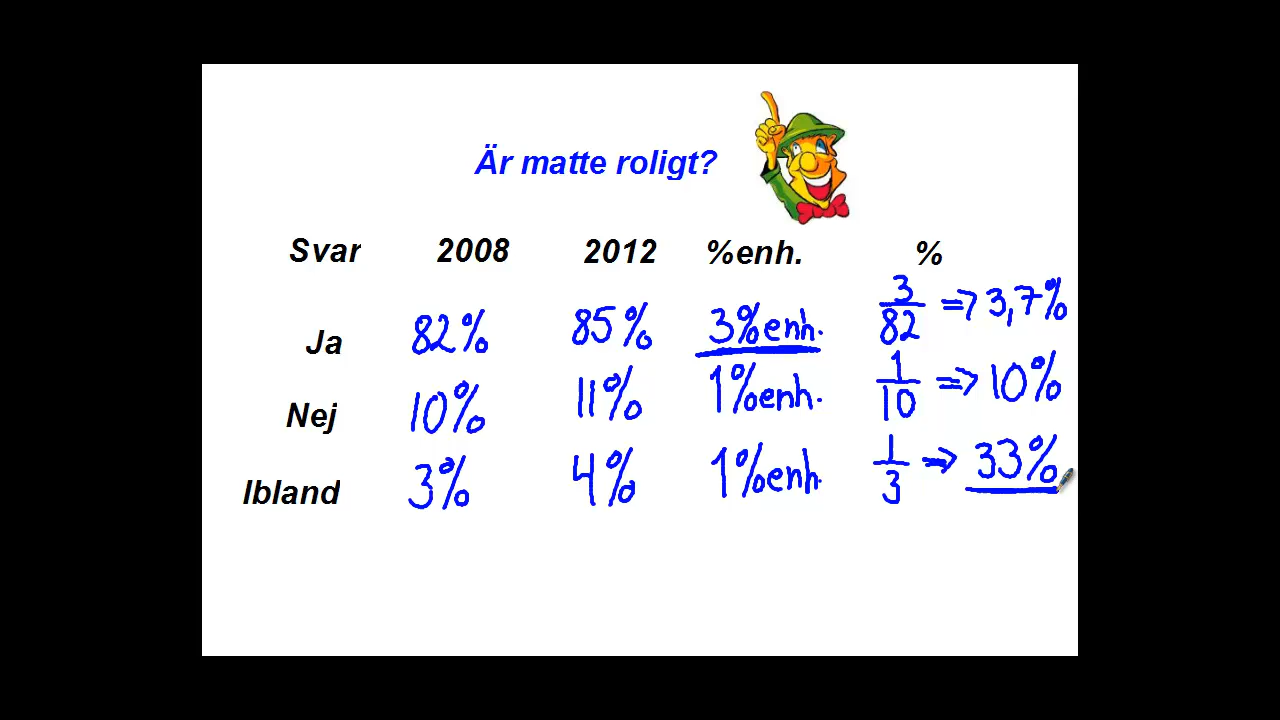 Är matte roligt?
Svar 2008 2012 %enh. %
Ja 82% 85% 3%enh. 3/82 => 3,7%
Nej 10% 11% 1%enh. 1/10 => 10%
Ibland 3% 4% 1%enh. 1/3 => 33%